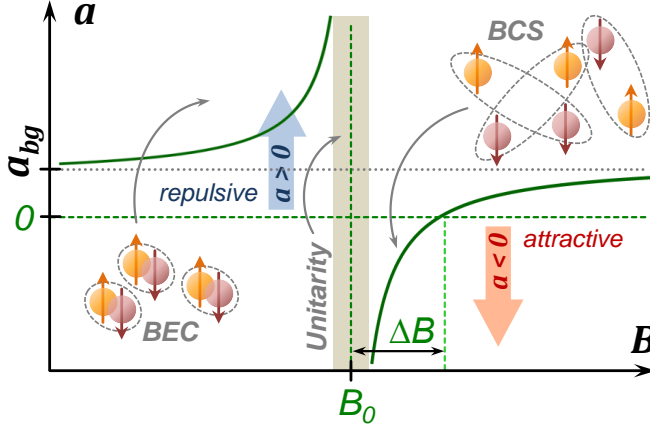 a
BCS
a_bg
a > 0
repulsive
0
Unitarity
a < 0
attractive
BEC
ΔB
B
B_0